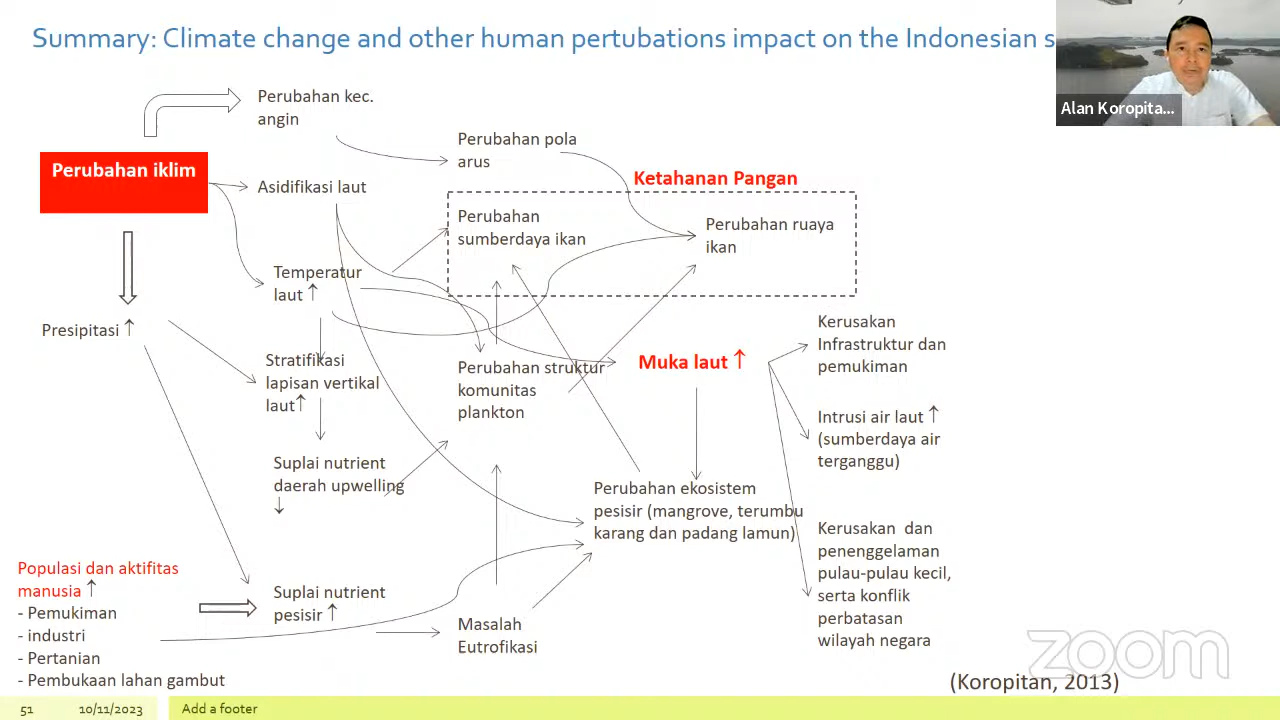 Summary: Climate change and other human pertubations impact on the Indonesian s
Alan Koropita...
Perubahan kec.
angin
Perubahan pola
arus
Perubahan iklim
Asidifikasi laut
Ketahanan Pangan
Perubahan
sumberdaya ikan
Perubahan ruaya
ikan
Temperatur
laut ↑
Presipitasi ↑
Stratifikasi
lapisan vertikal
laut↑
Perubahan struktur
komunitas
plankton
Muka laut ↑
Kerusakan
Infrastruktur dan
pemukiman
Intrusi air laut ↑
(sumberdaya air
terganggu)
Suplai nutrient
daerah upwelling
↓
Perubahan ekosistem
pesisir (mangrove, terumbu
karang dan padang lamun)
Kerusakan dan
penenggelaman
pulau-pulau kecil,
serta konflik
perbatasan
wilayah negara
Populasi dan aktifitas
manusia ↑
- Pemukiman
- industri
- Pertanian
- Pembukaan lahan gambut
Suplai nutrient
pesisir ↑
Masalah
Eutrofikasi
zoom
(Koropitan, 2013)
51
10/11/2023
Add a footer